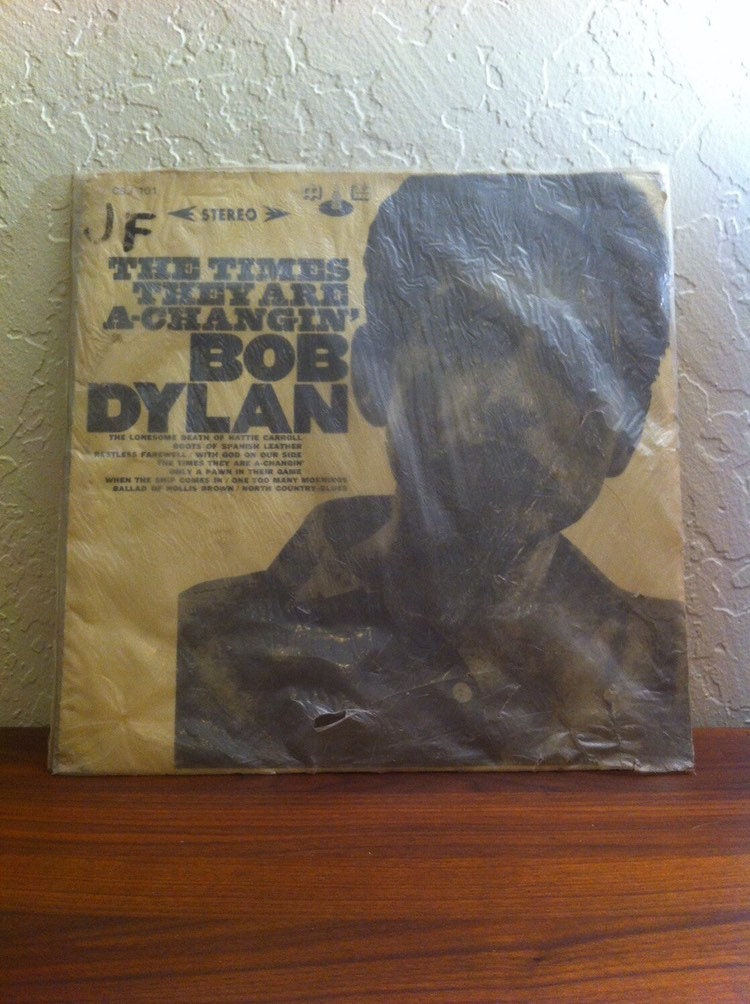 JF
STEREO
THE TIMES
THEY ARE
A-CHANGIN'
BOB
DYLAN
THE LONESOME DEATH OF HATTIE CARROLL
BOOTS OF SPANISH LEATHER
RESTLESS FAREWELL / WITH GOD ON OUR SIDE
THE TIMES THEY ARE A-CHANGIN'
ONLY A PAWN IN THEIR GAME
WHEN THE SHIP COMES IN / ONE TOO MANY MORNINGS
BALLAD OF HOLLIS BROWN / NORTH COUNTRY BLUES